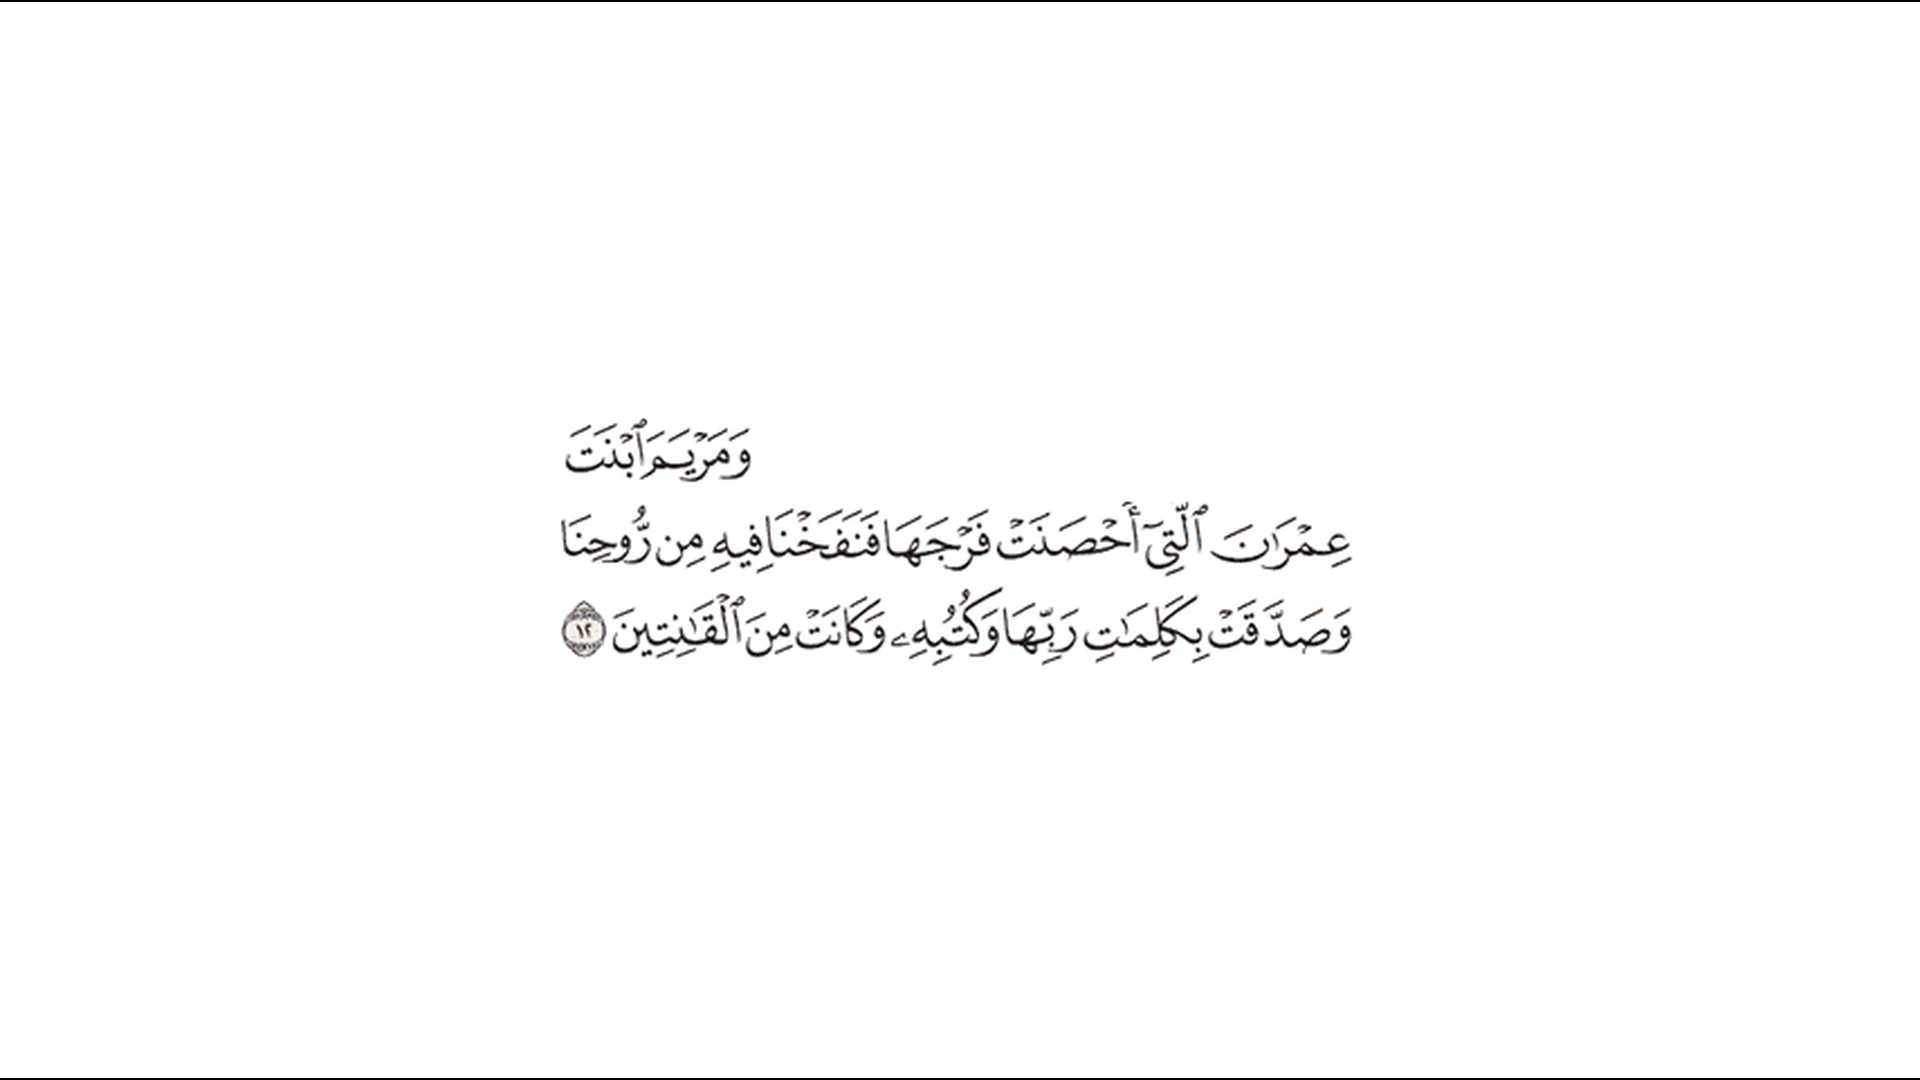 وَمَرْيَمَ ٱبْنَتَ
عِمْرَٰنَ ٱلَّتِىٓ أَحْصَنَتْ فَرْجَهَا فَنَفَخْنَا فِيهِ مِن رُّوحِنَا
وَصَدَّقَتْ بِكَلِمَٰتِ رَبِّهَا وَكُتُبِهِۦ وَكَانَتْ مِنَ ٱلْقَٰنِتِينَ ١٢